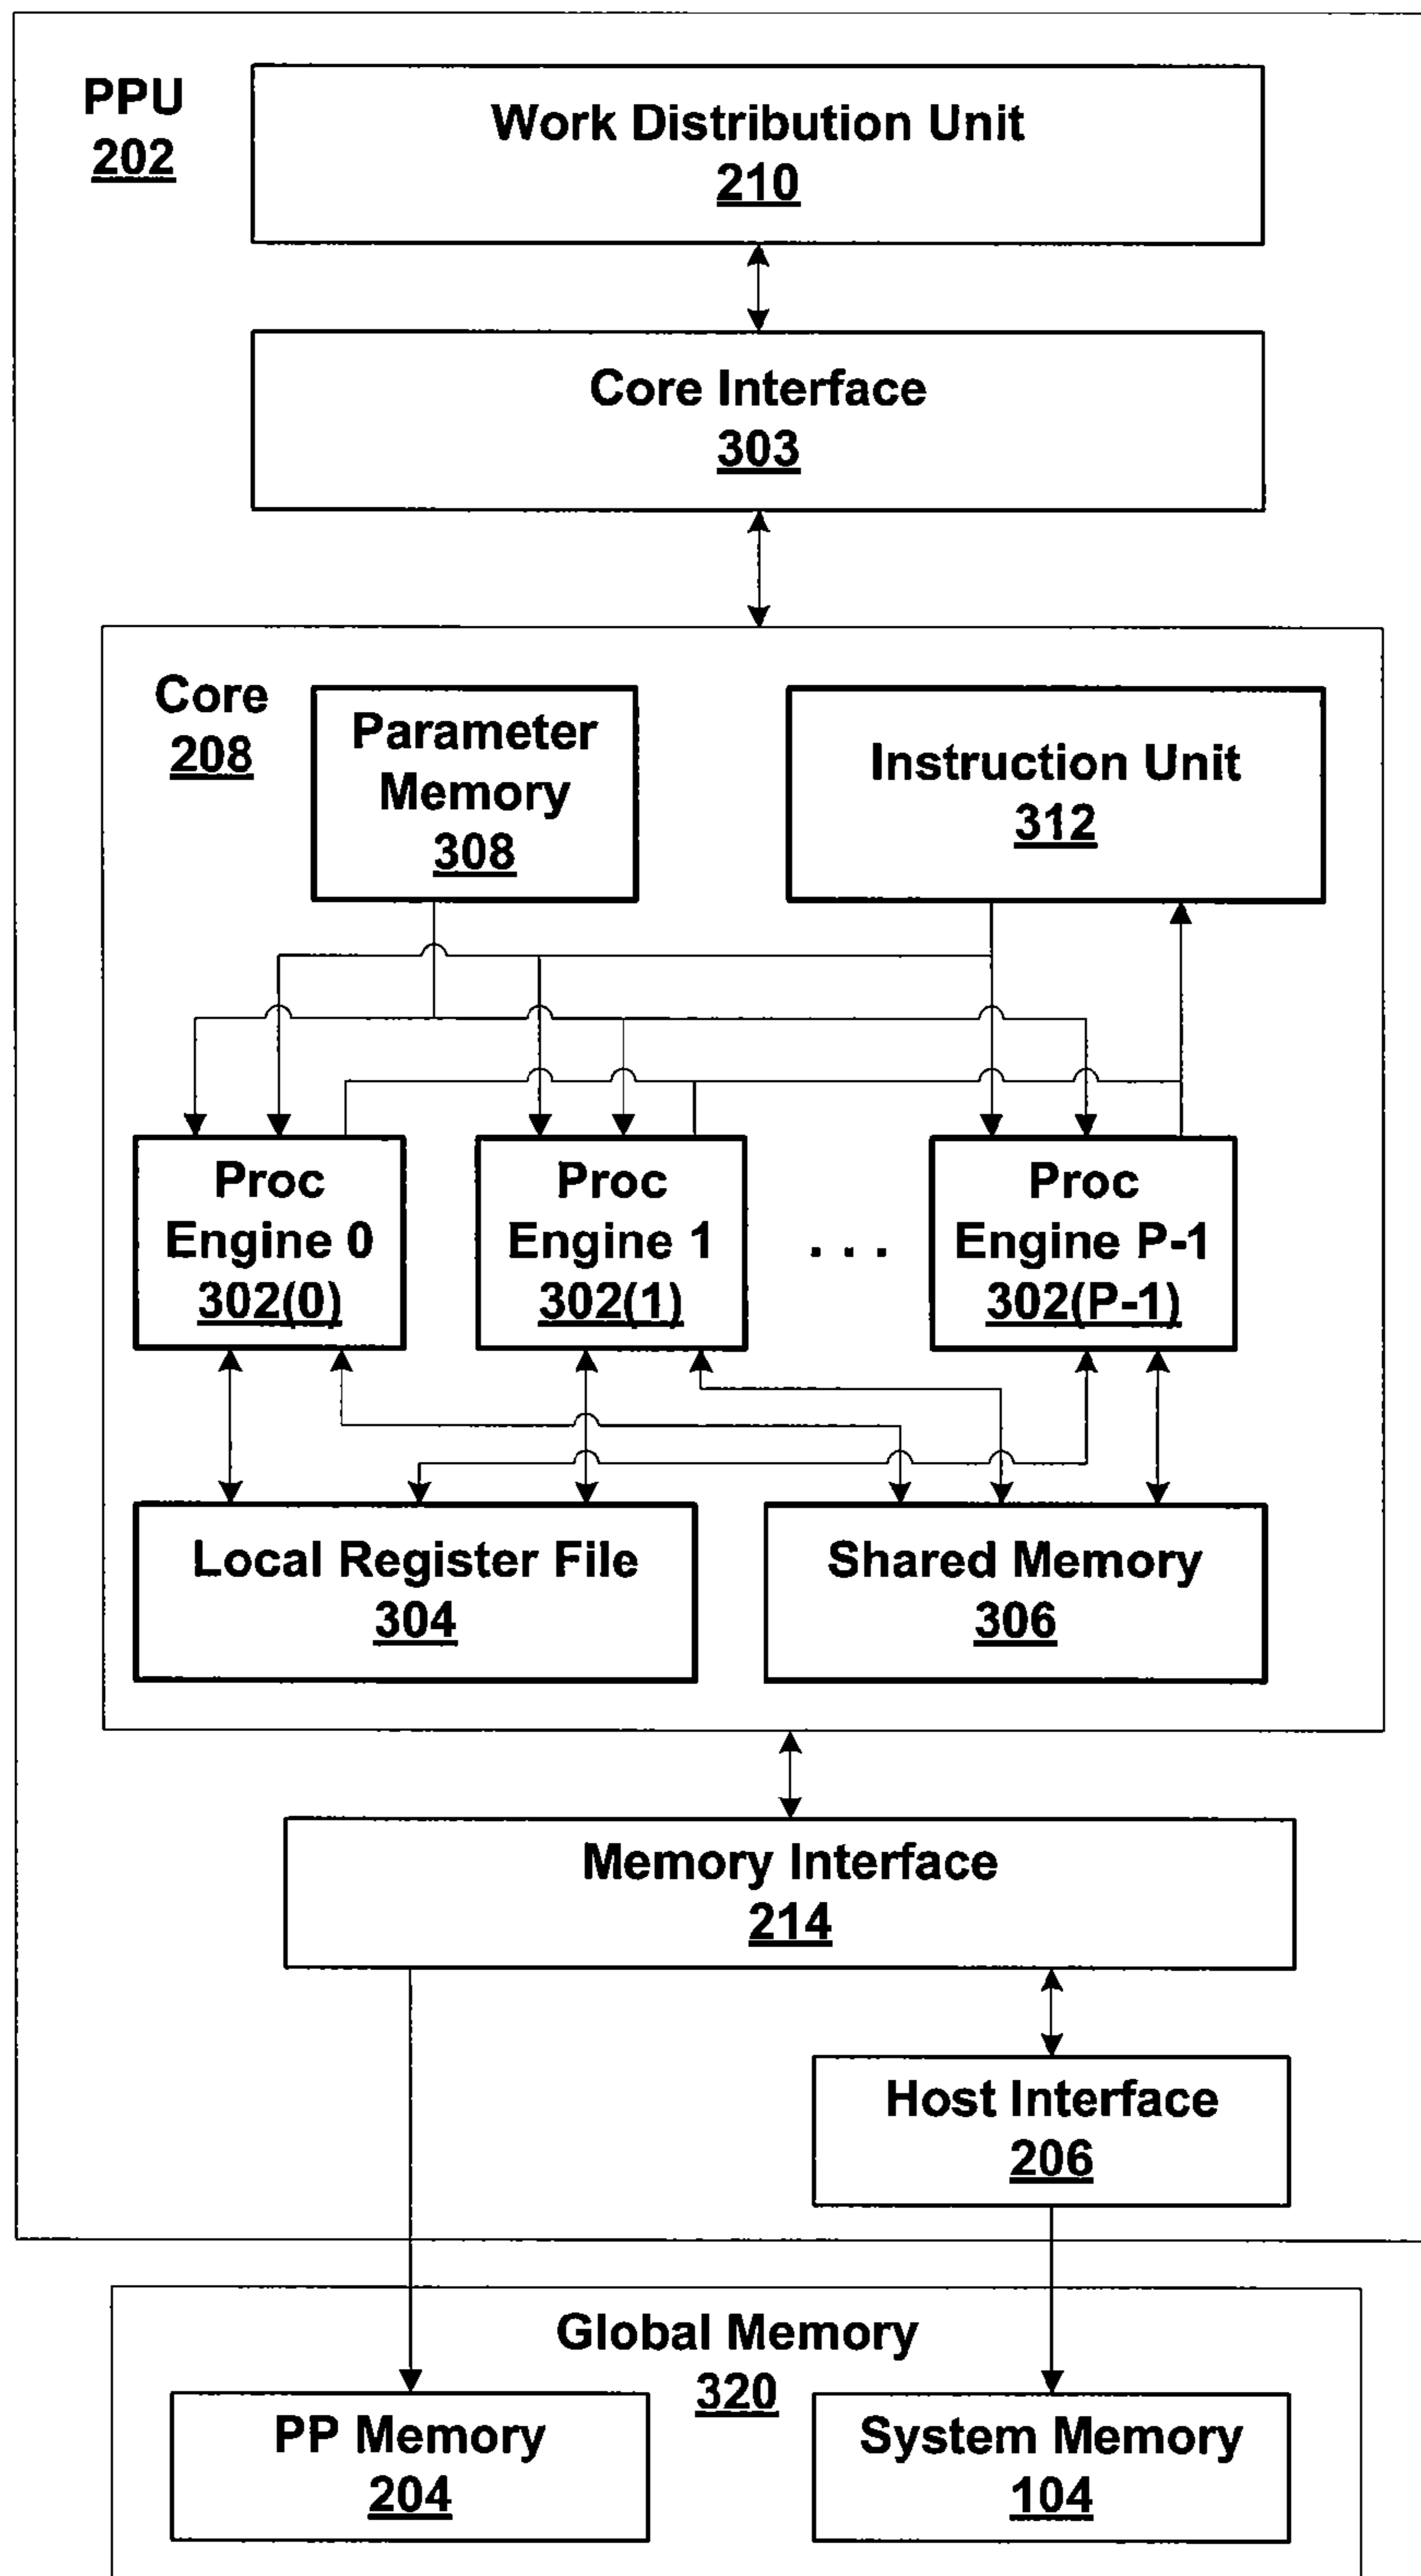 PPU
202
Work Distribution Unit
210
Core Interface
303
Core
208
Parameter
Memory
308
Instruction Unit
312
Proc
Engine 0
302(0)
Proc
Engine 1
302(1)
. . .
Proc
Engine P-1
302(P-1)
Local Register File
304
Shared Memory
306
Memory Interface
214
Host Interface
206
Global Memory
320
PP Memory
204
System Memory
104